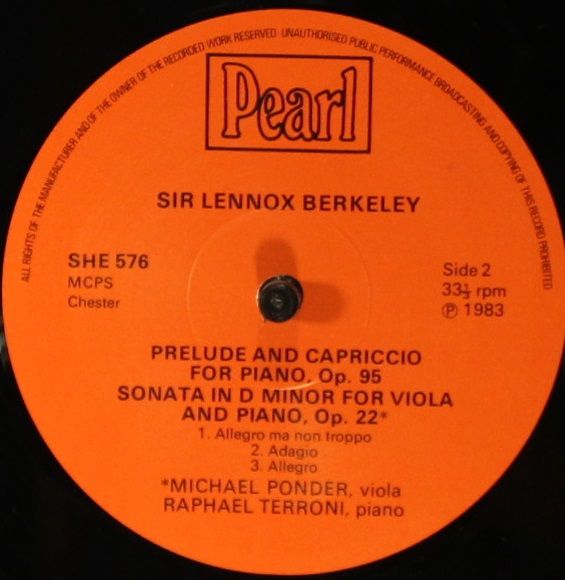 ALL RIGHTS OF THE MANUFACTURER AND OF THE OWNER OF THE RECORDED WORK RESERVED UNAUTHORISED PUBLIC PERFORMANCE BROADCASTING AND COPYING OF THIS RECORD PROHIBITED
Pearl
SIR LENNOX BERKELEY
SHE 576
MCPS
Chester
Side 2
33⅓ rpm
℗ 1983
PRELUDE AND CAPRICCIO
FOR PIANO, Op. 95
SONATA IN D MINOR FOR VIOLA
AND PIANO, Op. 22*
1. Allegro ma non troppo
2. Adagio
3. Allegro
*MICHAEL PONDER, viola
RAPHAEL TERRONI, piano